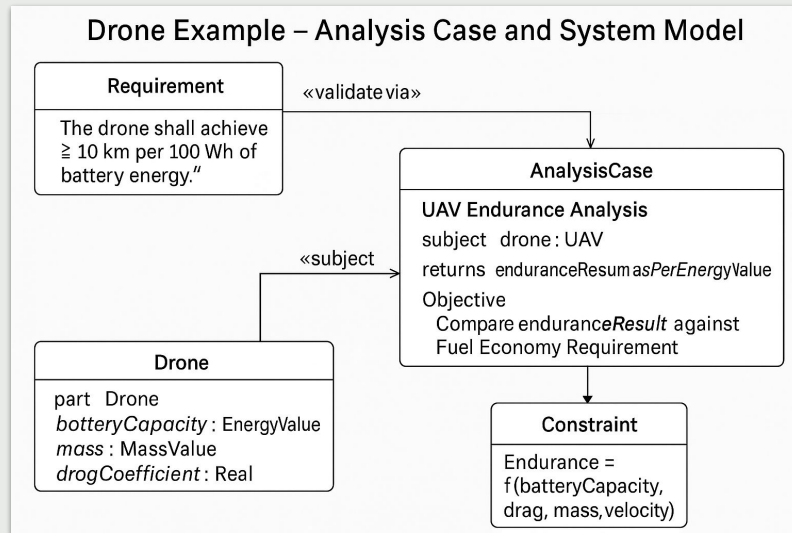 Drone Example – Analysis Case and System Model
Requirement
The drone shall achieve
≧ 10 km per 100 Wh of
battery energy.“
«validate via»
AnalysisCase
UAV Endurance Analysis
subject drone : UAV
returns enduranceResumasPerEnergyValue
Objective
Compare enduranceResult against
Fuel Economy Requirement
«subject
Drone
part Drone
botteryCapacity : EnergyValue
mass : MassValue
drogCoefficient : Real
Constraint
Endurance =
f(batteryCapacity,
drag, mass, velocity)